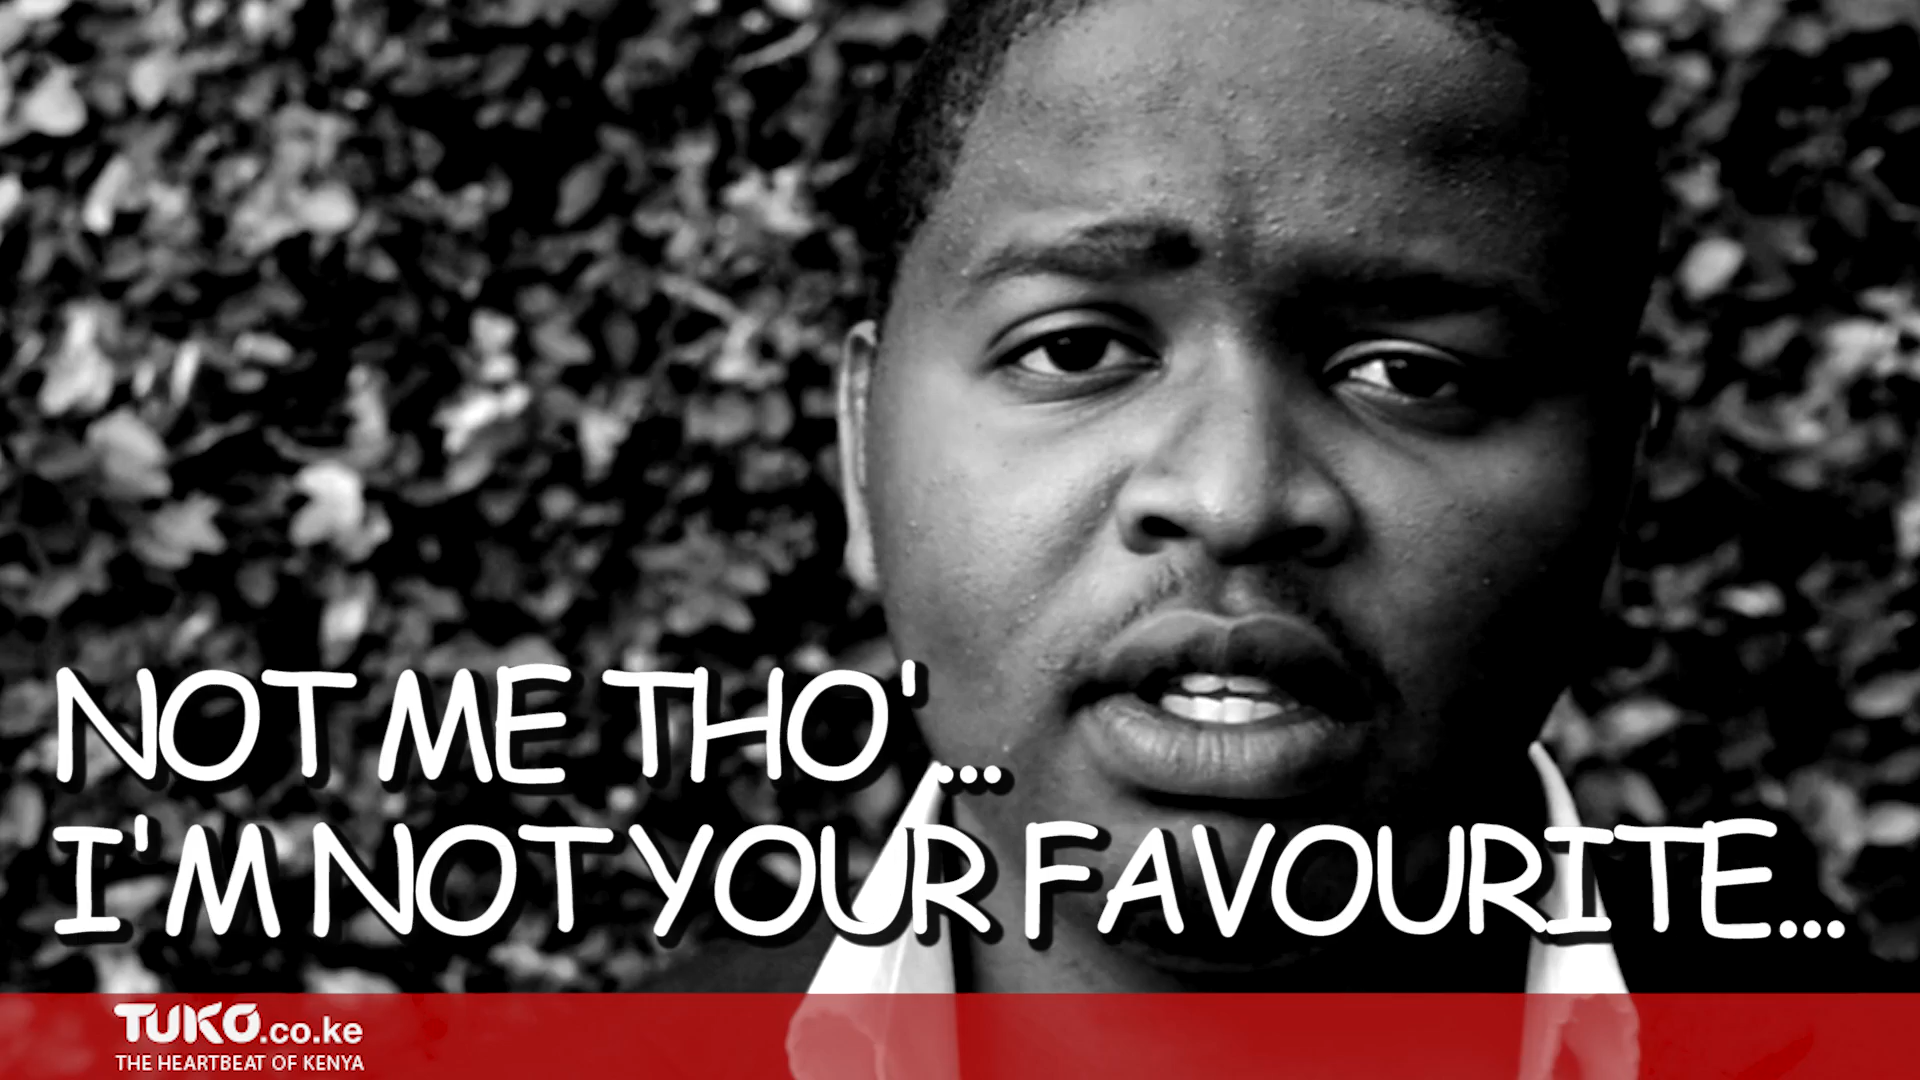 NOT ME THO'...
I'M NOT YOUR FAVOURITE...
TUKO.co.ke
THE HEARTBEAT OF KENYA